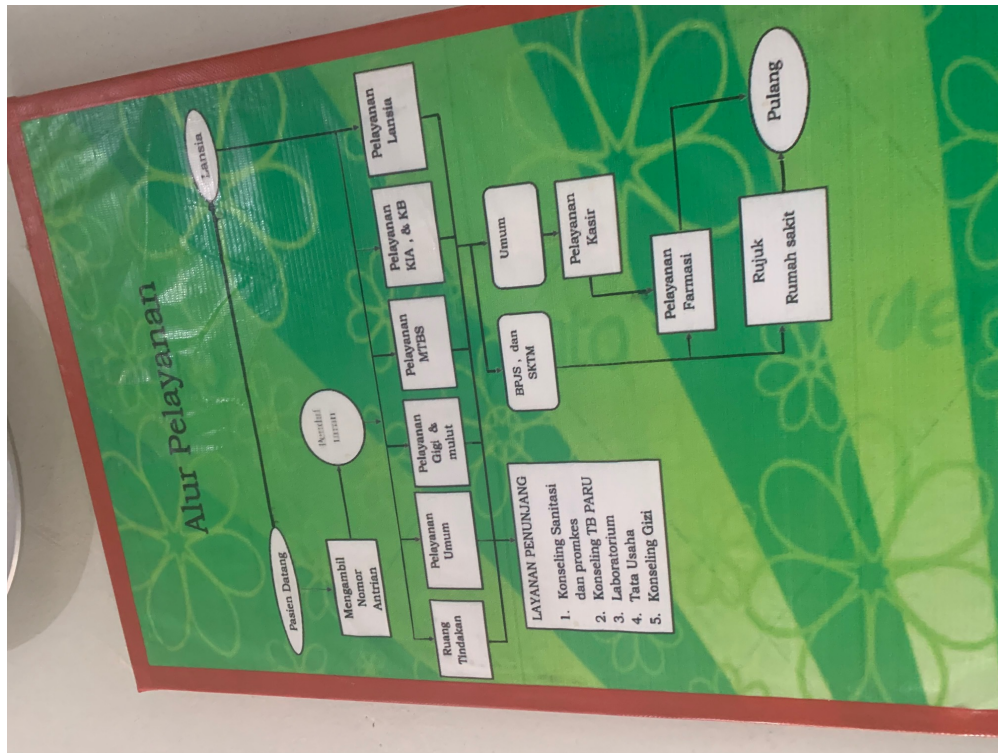 Alur Pelayanan
Pasien Datang
Lansia
Mengambil
Nomor
Antrian
Pendaf
taran
Ruang
Tindakan
Pelayanan
Umum
Pelayanan
Gigi &
mulut
Pelayanan
MTBS
Pelayanan
KIA , & KB
Pelayanan
Lansia
LAYANAN PENUNJANG
1. Konseling Sanitasi
dan promkes
2. Konseling TB PARU
3. Laboratorium
4. Tata Usaha
5. Konseling Gizi
BPJS , dan
SKTM
Umum
Pelayanan
Kasir
Pelayanan
Farmasi
Rujuk
Rumah sakit
Pulang